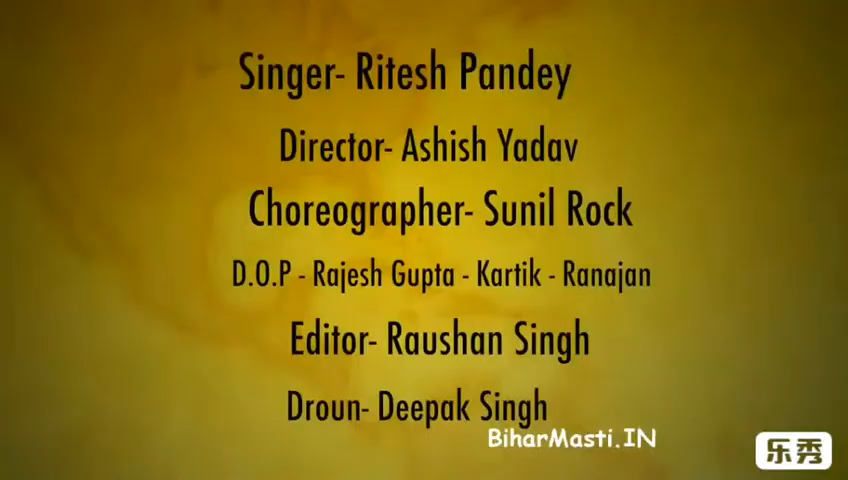 Singer- Ritesh Pandey
Director- Ashish Yadav
Choreographer- Sunil Rock
D.O.P - Rajesh Gupta - Kartik - Ranajan
Editor- Raushan Singh
Droun- Deepak Singh
BiharMasti.IN
乐秀